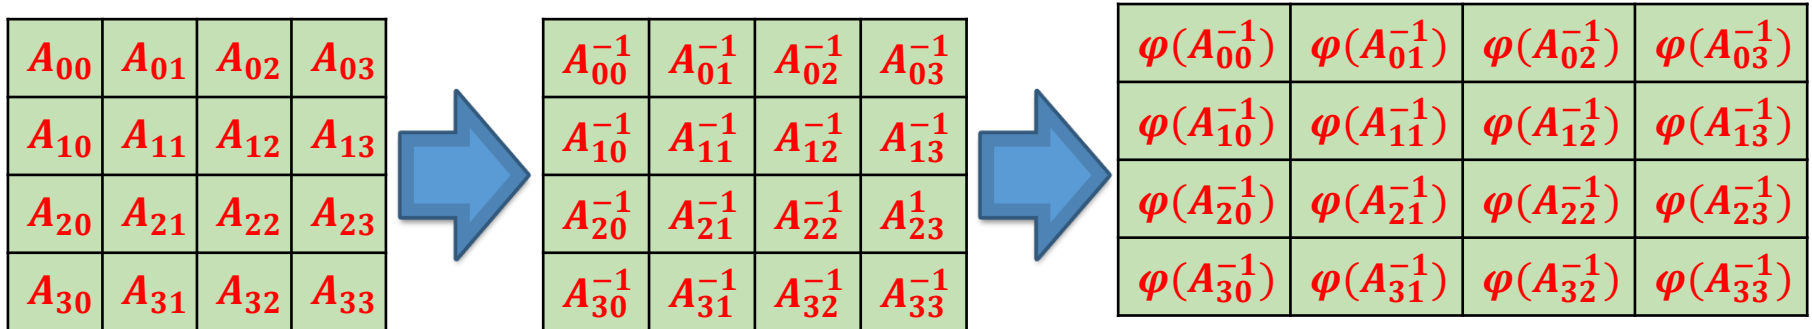 A₀₀ A₀₁ A₀₂ A₀₃
A₁₀ A₁₁ A₁₂ A₁₃
A₂₀ A₂₁ A₂₂ A₂₃
A₃₀ A₃₁ A₃₂ A₃₃
A₀₀⁻¹ A₀₁⁻¹ A₀₂⁻¹ A₀₃⁻¹
A₁₀⁻¹ A₁₁⁻¹ A₁₂⁻¹ A₁₃⁻¹
A₂₀⁻¹ A₂₁⁻¹ A₂₂⁻¹ A₂₃¹
A₃₀⁻¹ A₃₁⁻¹ A₃₂⁻¹ A₃₃⁻¹
φ(A₀₀⁻¹) φ(A₀₁⁻¹) φ(A₀₂⁻¹) φ(A₀₃⁻¹)
φ(A₁₀⁻¹) φ(A₁₁⁻¹) φ(A₁₂⁻¹) φ(A₁₃⁻¹)
φ(A₂₀⁻¹) φ(A₂₁⁻¹) φ(A₂₂⁻¹) φ(A₂₃⁻¹)
φ(A₃₀⁻¹) φ(A₃₁⁻¹) φ(A₃₂⁻¹) φ(A₃₃⁻¹)